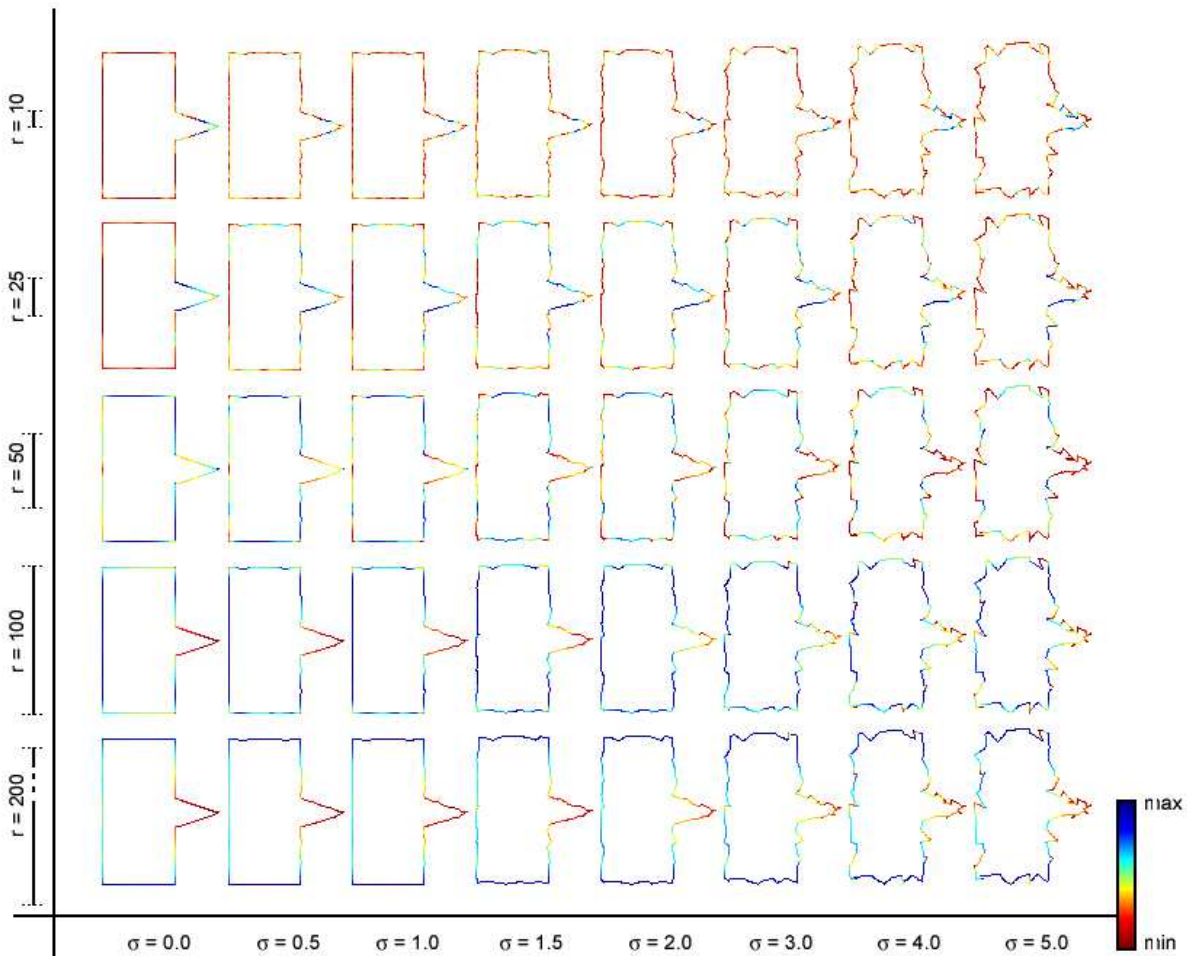 r = 10
r = 25
r = 50
r = 100
r = 200
max
min
σ = 0.0
σ = 0.5
σ = 1.0
σ = 1.5
σ = 2.0
σ = 3.0
σ = 4.0
σ = 5.0